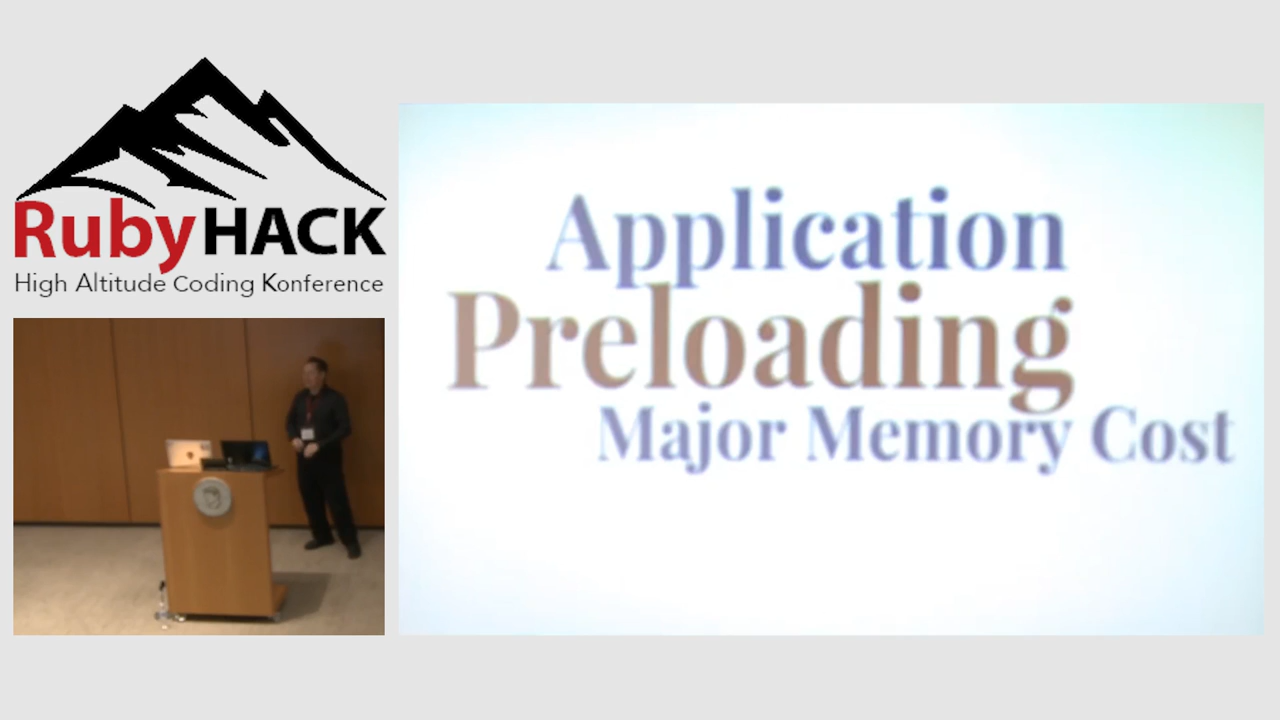 RubyHACK
High Altitude Coding Konference
Application
Preloading
Major Memory Cost